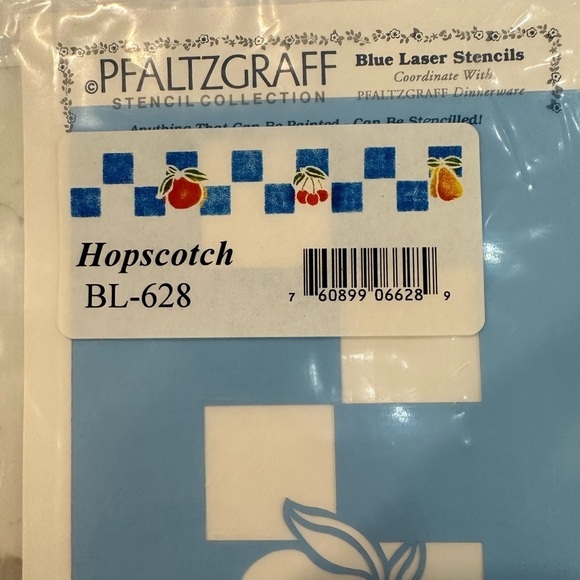 ©PFALTZGRAFF
STENCIL COLLECTION
Blue Laser Stencils
Coordinate With
PFALTZGRAFF Dinnerware
Anything That Can Be Painted, Can Be Stencilled!
Hopscotch
BL-628
7 60899 06628 9